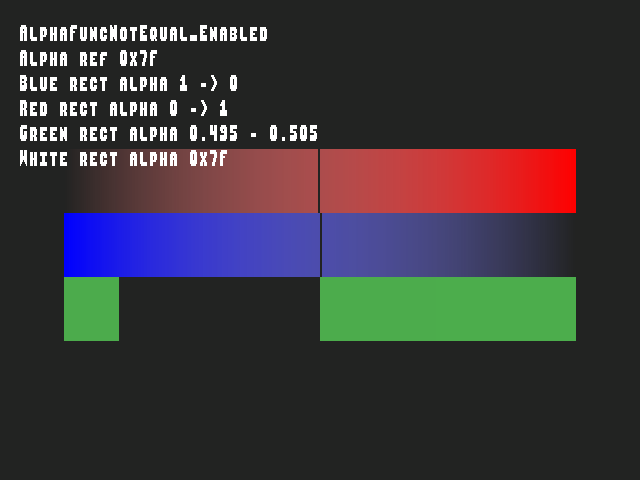 AlphaFuncNotEqual_Enabled
Alpha ref 0x7f
Blue rect alpha 1 -> 0
Red rect alpha 0 -> 1
Green rect alpha 0.495 - 0.505
White rect alpha 0x7f